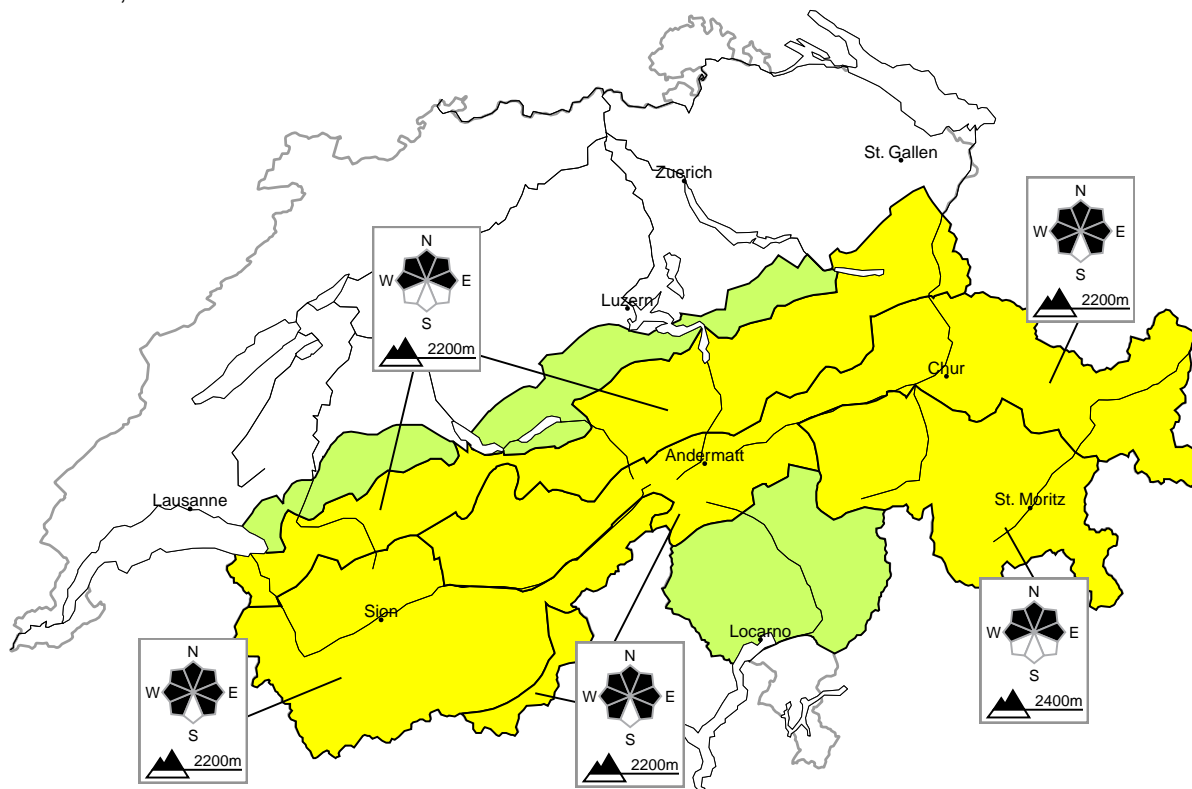 St. Gallen
Zuerich
N
W E
S
2200m
N
W E
S
2200m
Luzern
Chur
Andermatt
Lausanne
St. Moritz
Sion
Locarno
N
W E
S
2400m
N
W E
S
2200m
N
W E
S
2200m